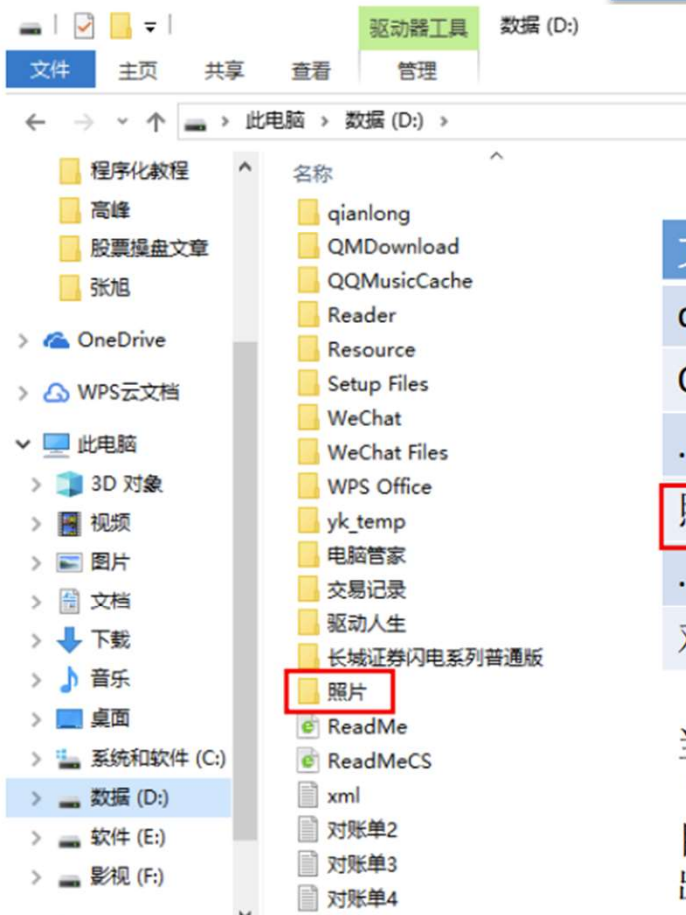 驱动器工具
数据 (D:)
文件
主页
共享
查看
管理
此电脑 › 数据 (D:) ›
程序化教程
高峰
股票操盘文章
张旭
OneDrive
WPS云文档
此电脑
3D 对象
视频
图片
文档
下载
音乐
桌面
系统和软件 (C:)
数据 (D:)
软件 (E:)
影视 (F:)
名称
qianlong
QMDownload
QQMusicCache
Reader
Resource
Setup Files
WeChat
WeChat Files
WPS Office
yk_temp
电脑管家
交易记录
驱动人生
长城证券闪电系列普通版
照片
ReadMe
ReadMeCS
xml
对账单2
对账单3
对账单4